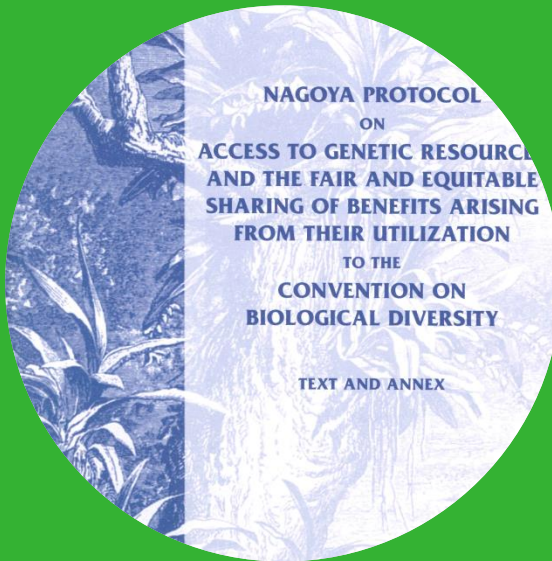 NAGOYA PROTOCOL
ON
ACCESS TO GENETIC RESOURCE
AND THE FAIR AND EQUITABLE
SHARING OF BENEFITS ARISING
FROM THEIR UTILIZATION
TO THE
CONVENTION ON
BIOLOGICAL DIVERSITY
TEXT AND ANNEX